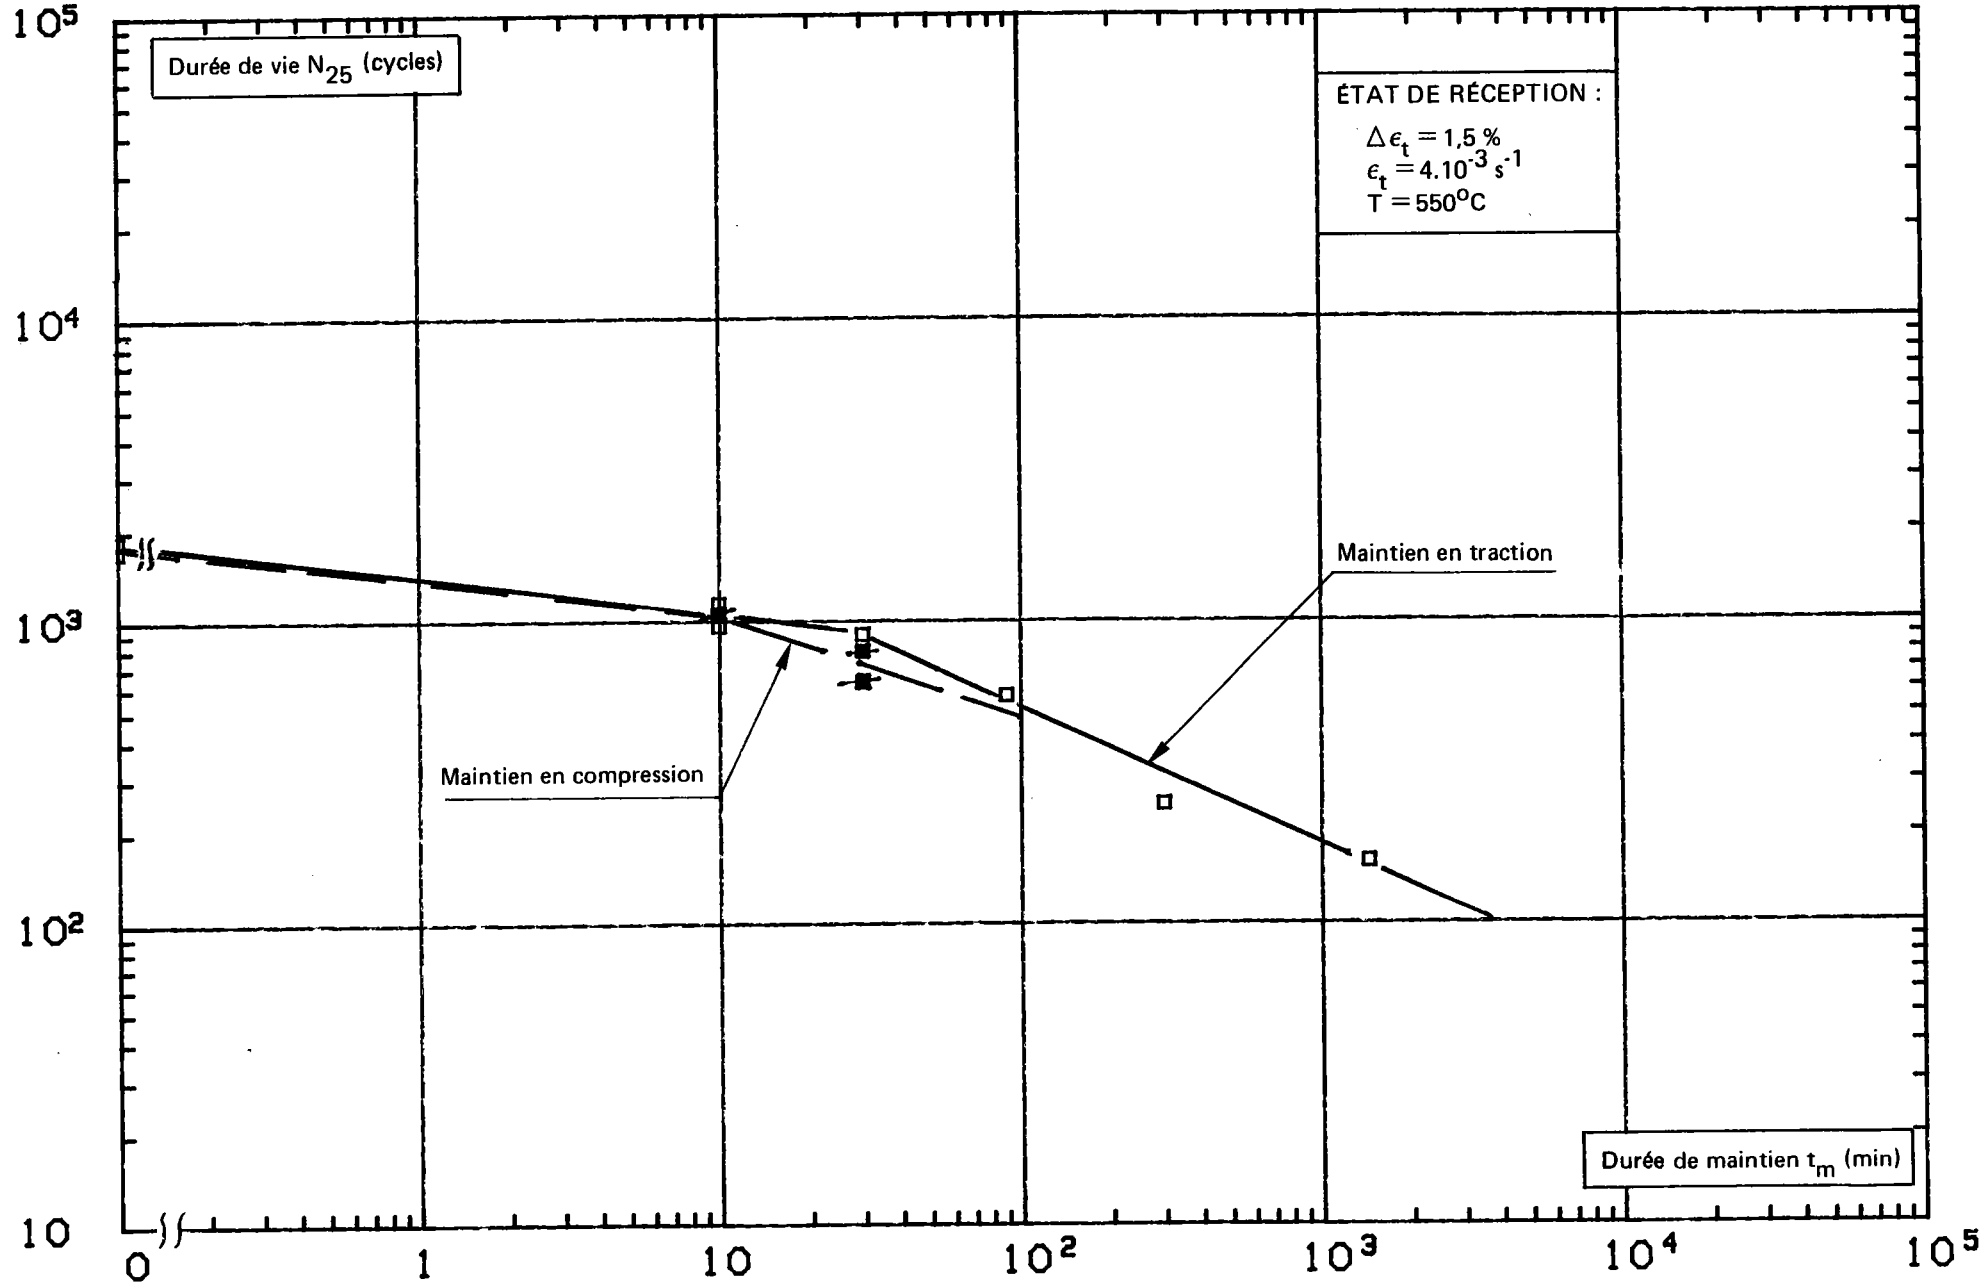 10⁵
Durée de vie N₂₅ (cycles)
ÉTAT DE RÉCEPTION :
Δϵₜ = 1,5 %
ϵₜ = 4.10⁻³ s⁻¹
T = 550°C
10⁴
Maintien en traction
10³
Maintien en compression
10²
Durée de maintien tₘ (min)
10
0 1 10 10² 10³ 10⁴ 10⁵